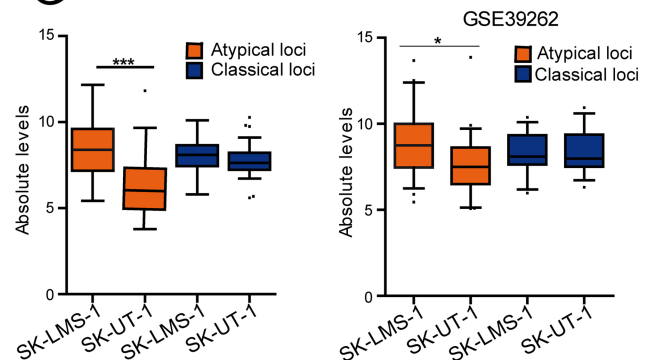 15
10
5
0
Absolute levels
***
Atypical loci
Classical loci
SK-LMS-1
SK-UT-1
SK-LMS-1
SK-UT-1
GSE39262
15
10
5
0
Absolute levels
*
Atypical loci
Classical loci
SK-LMS-1
SK-UT-1
SK-LMS-1
SK-UT-1